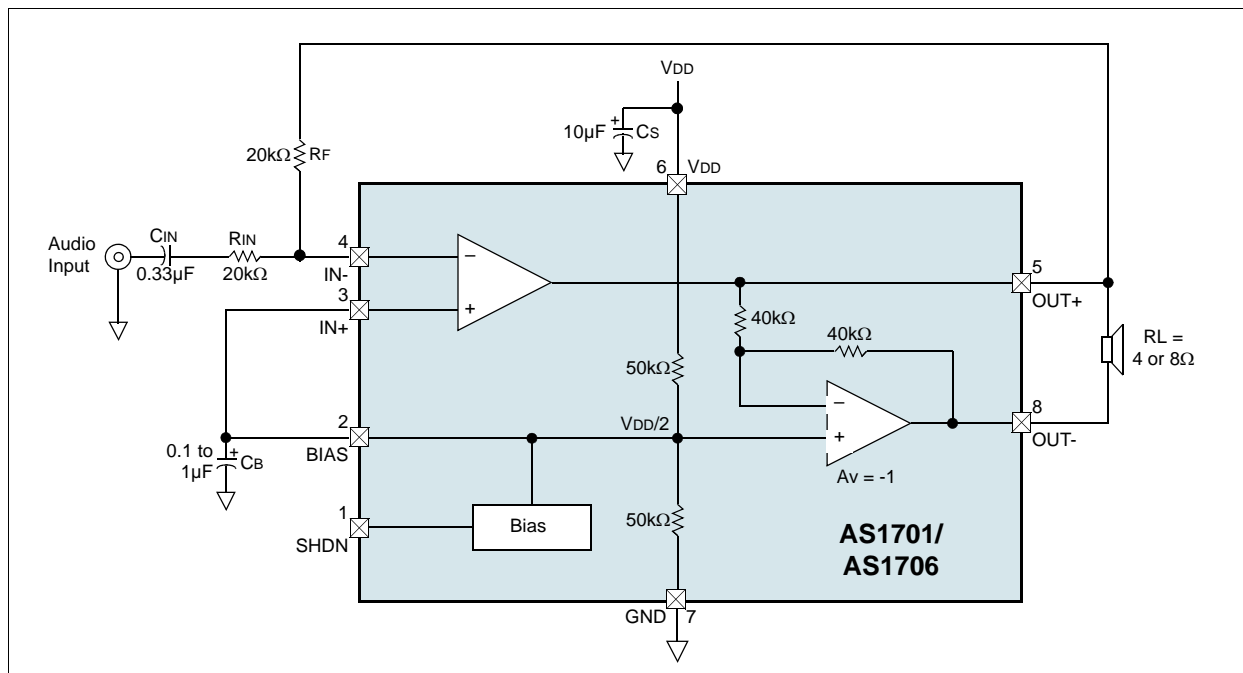 VDD
10µF
+
CS
20kΩ
RF
6
VDD
Audio
Input
CIN
0.33µF
RIN
20kΩ
4
IN-
3
IN+
−
+
5
OUT+
40kΩ
40kΩ
50kΩ
RL =
4 or 8Ω
0.1 to
1µF
+
CB
2
BIAS
VDD/2
−
+
Av = -1
8
OUT-
1
SHDN
Bias
50kΩ
AS1701/
AS1706
GND
7